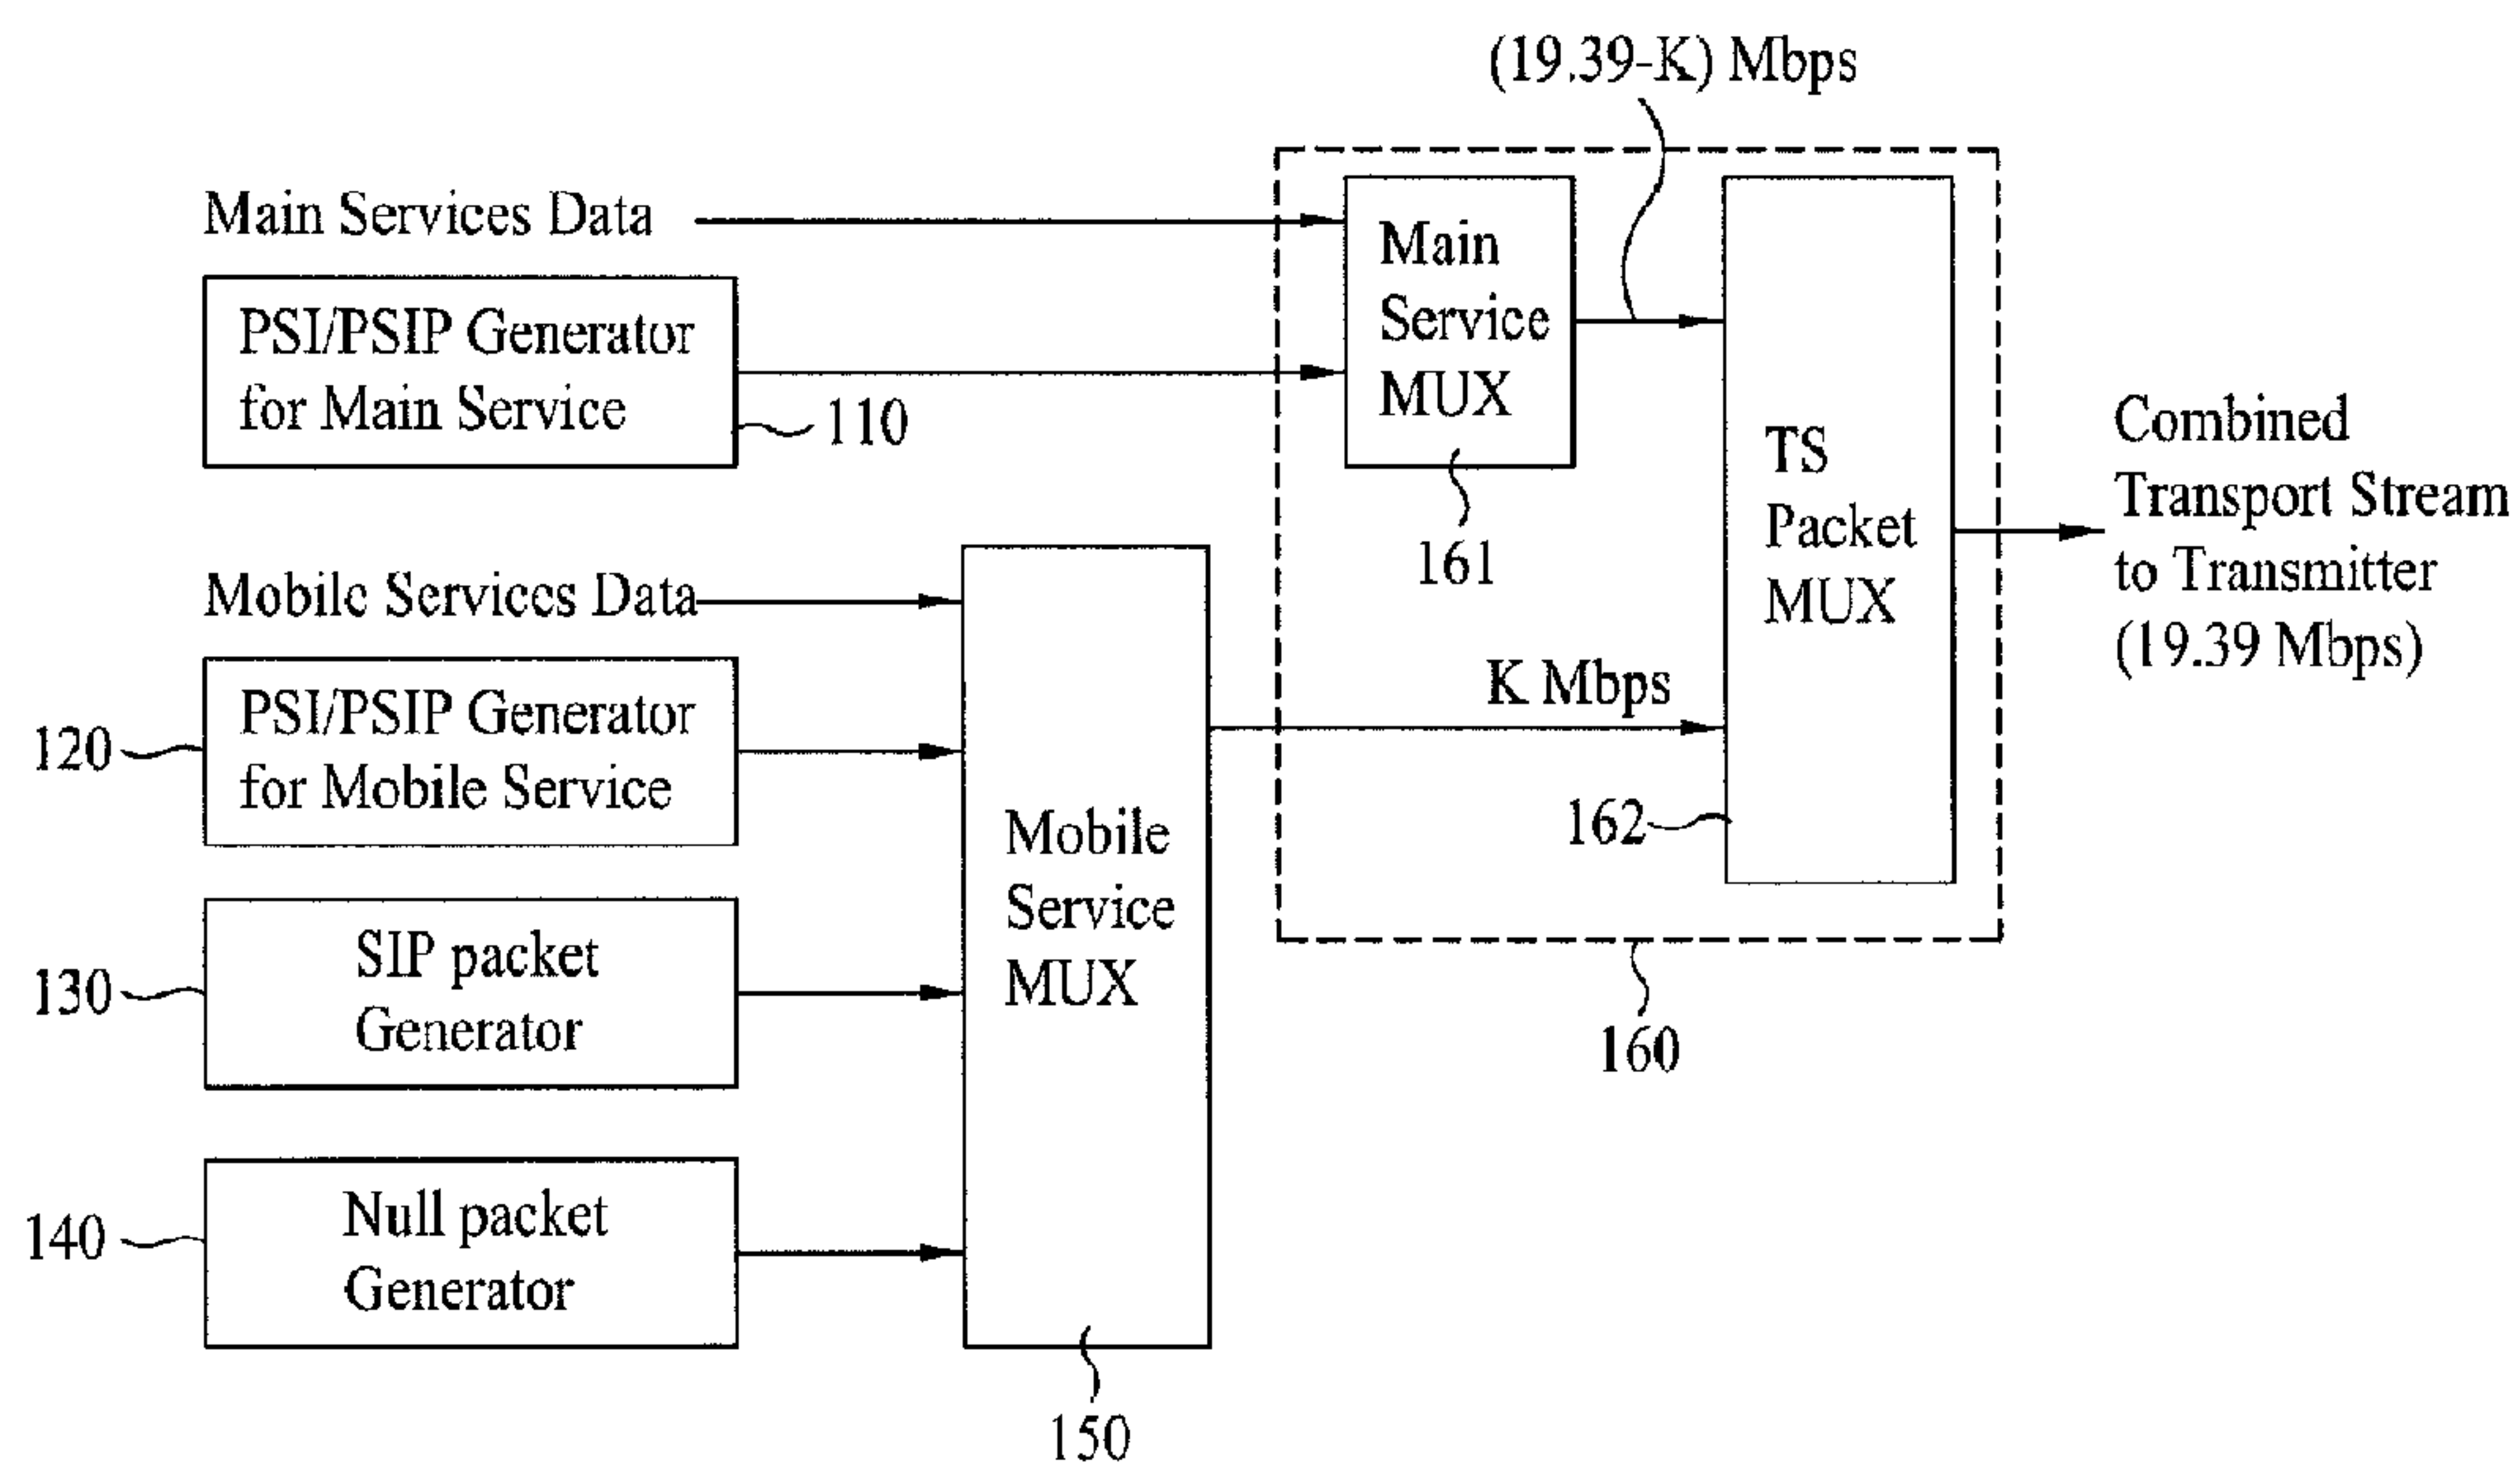 (19.39-K) Mbps
Main Services Data
PSI/PSIP Generator
for Main Service
110
Main
Service
MUX
161
TS
Packet
MUX
Combined
Transport Stream
to Transmitter
(19.39 Mbps)
Mobile Services Data
PSI/PSIP Generator
for Mobile Service
120
K Mbps
162
Mobile
Service
MUX
SIP packet
Generator
130
160
Null packet
Generator
140
150